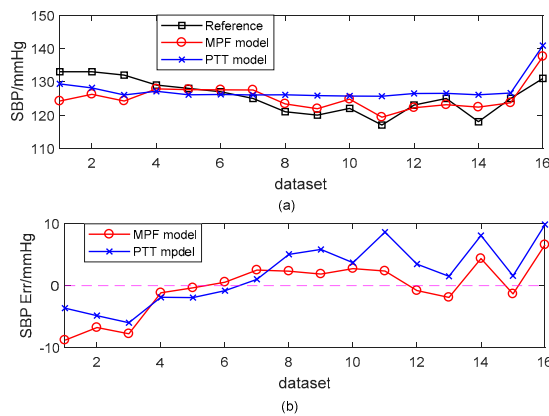 150
140
130
120
110
SBP/mmHg
Reference
MPF model
PTT model
2 4 6 8 10 12 14 16
dataset
(a)
10
0
-10
SBP Err/mmHg
MPF model
PTT mpdel
2 4 6 8 10 12 14 16
dataset
(b)